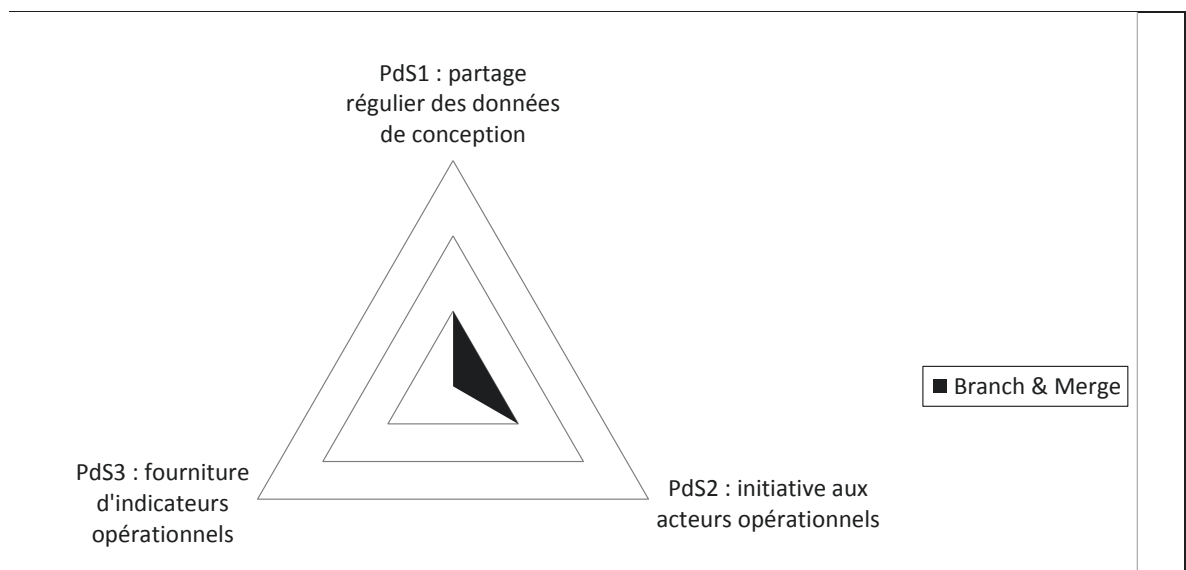 PdS1 : partage
régulier des données
de conception
Branch & Merge
PdS3 : fourniture
d'indicateurs
opérationnels
PdS2 : initiative aux
acteurs opérationnels